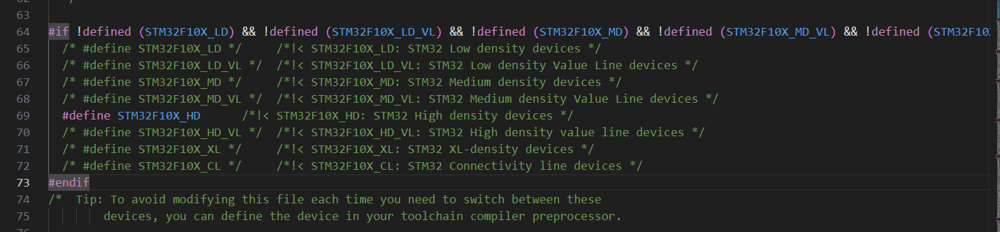 63
64 #if !defined (STM32F10X_LD) && !defined (STM32F10X_LD_VL) && !defined (STM32F10X_MD) && !defined (STM32F10X_MD_VL) && !defined (STM32F10
65 /* #define STM32F10X_LD */ /*!< STM32F10X_LD: STM32 Low density devices */
66 /* #define STM32F10X_LD_VL */ /*!< STM32F10X_LD_VL: STM32 Low density Value Line devices */
67 /* #define STM32F10X_MD */ /*!< STM32F10X_MD: STM32 Medium density devices */
68 /* #define STM32F10X_MD_VL */ /*!< STM32F10X_MD_VL: STM32 Medium density Value Line devices */
69 #define STM32F10X_HD /*!< STM32F10X_HD: STM32 High density devices */
70 /* #define STM32F10X_HD_VL */ /*!< STM32F10X_HD_VL: STM32 High density value line devices */
71 /* #define STM32F10X_XL */ /*!< STM32F10X_XL: STM32 XL-density devices */
72 /* #define STM32F10X_CL */ /*!< STM32F10X_CL: STM32 Connectivity line devices */
73 #endif
74 /* Tip: To avoid modifying this file each time you need to switch between these
75 devices, you can define the device in your toolchain compiler preprocessor.